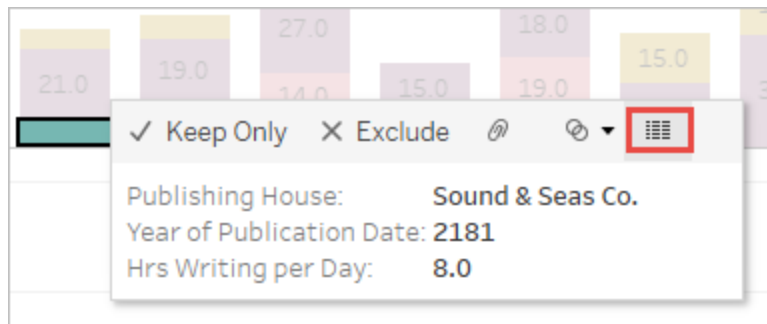 27.0 18.0
21.0 19.0 14.0 15.0 19.0 15.0
Keep Only Exclude
Publishing House: Sound & Seas Co.
Year of Publication Date: 2181
Hrs Writing per Day: 8.0